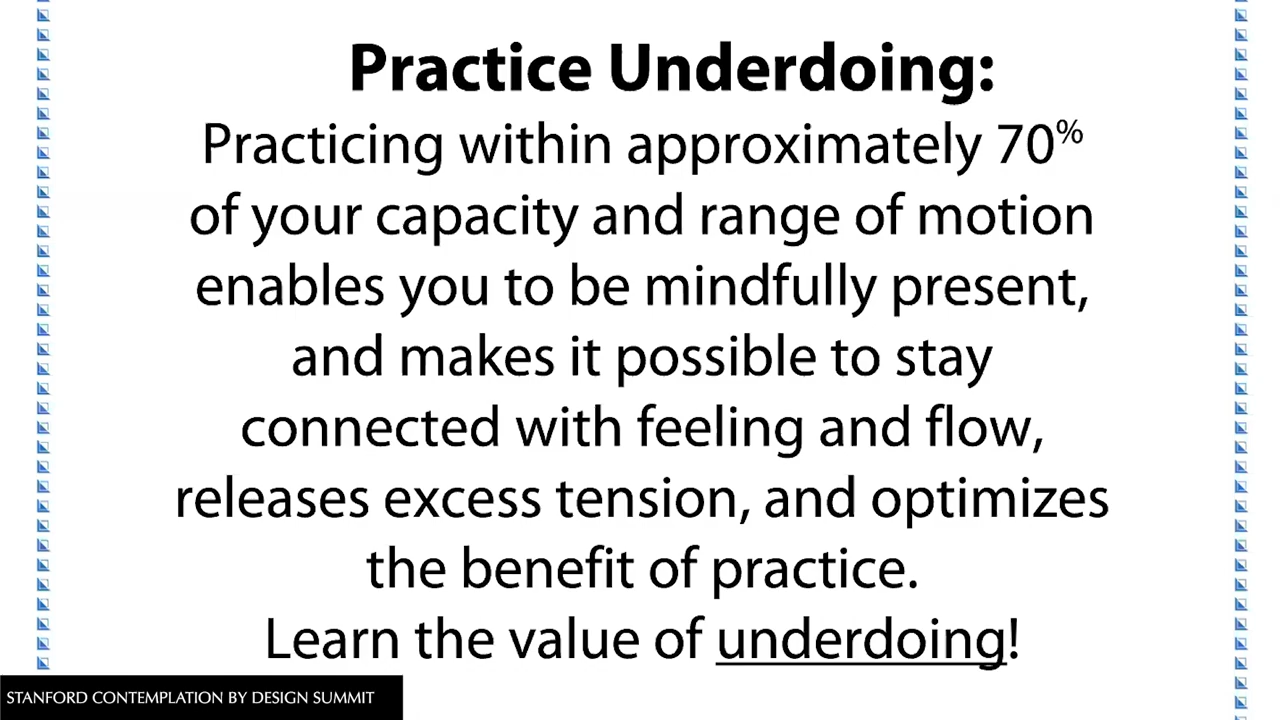 Practice Underdoing:
Practicing within approximately 70%
of your capacity and range of motion
enables you to be mindfully present,
and makes it possible to stay
connected with feeling and flow,
releases excess tension, and optimizes
the benefit of practice.
Learn the value of underdoing!
STANFORD CONTEMPLATION BY DESIGN SUMMIT